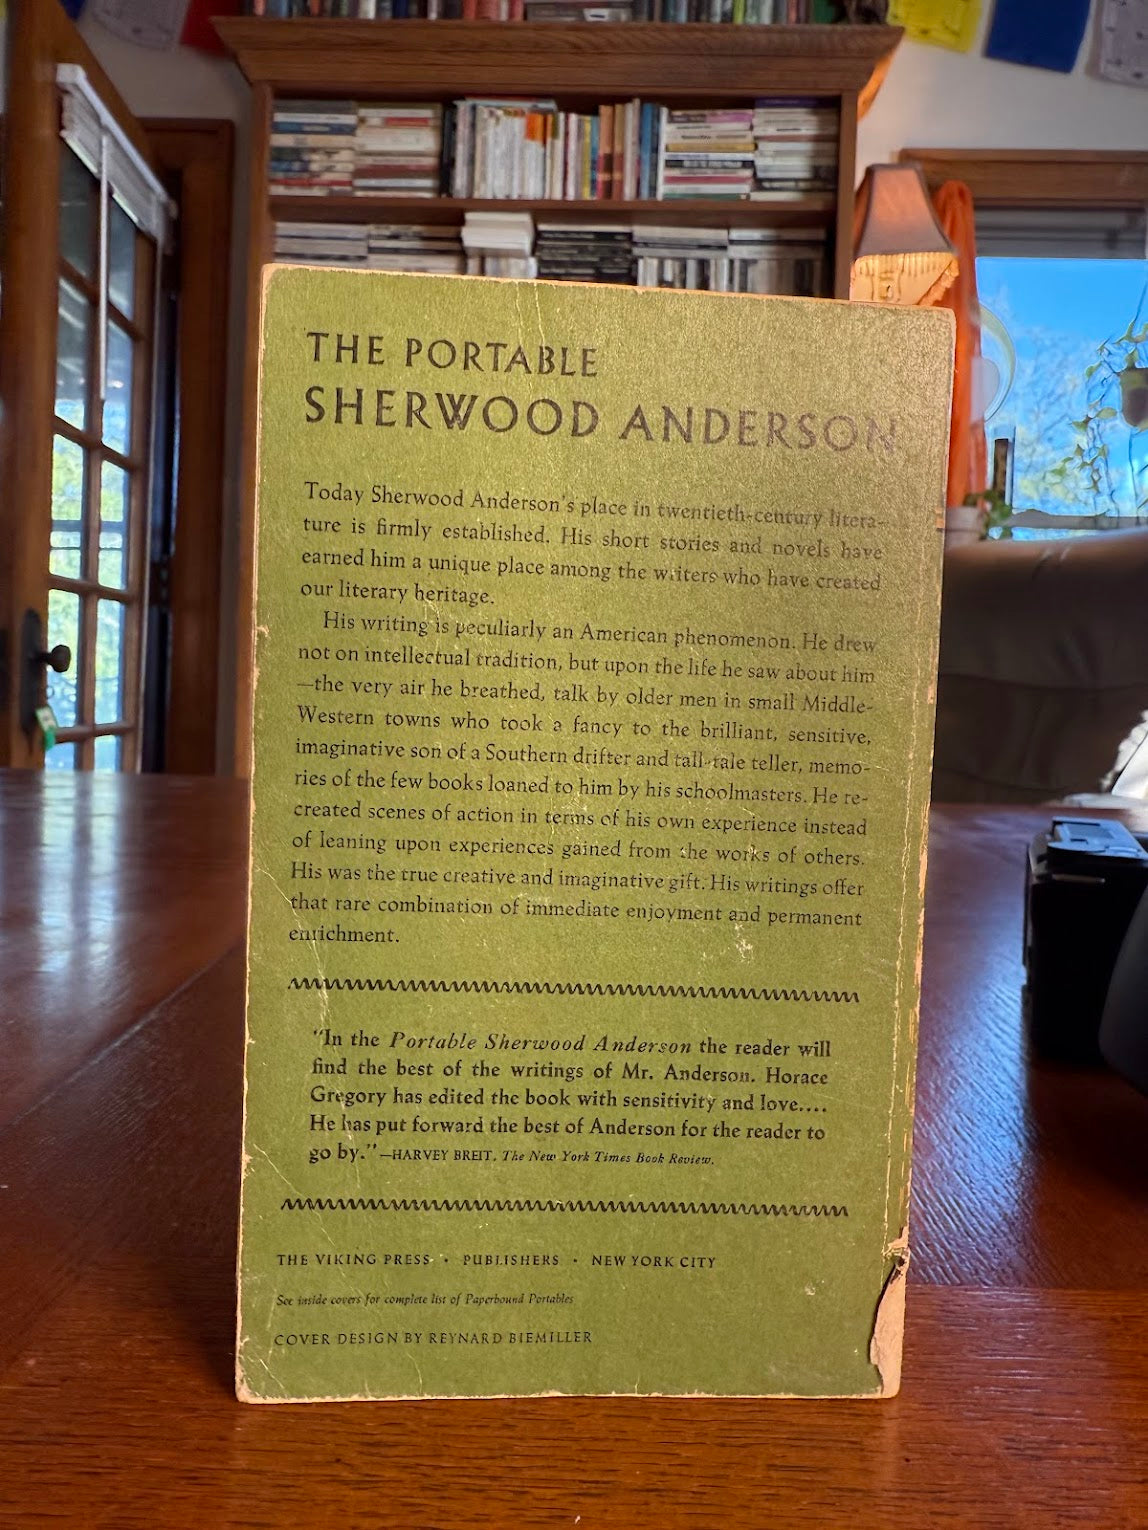 THE PORTABLE
SHERWOOD ANDERSON
Today Sherwood Anderson's place in twentieth-century litera-
ture is firmly established. His short stories and novels have
earned him a unique place among the writers who have created
our literary heritage.
His writing is peculiarly an American phenomenon. He drew
not on intellectual tradition, but upon the life he saw about him
—the very air he breathed, talk by older men in small Middle-
Western towns who took a fancy to the brilliant, sensitive,
imaginative son of a Southern drifter and tall-tale teller, memo-
ries of the few books loaned to him by his schoolmasters. He re-
created scenes of action in terms of his own experience instead
of leaning upon experiences gained from the works of others.
His was the true creative and imaginative gift. His writings offer
that rare combination of immediate enjoyment and permanent
enrichment.
"In the Portable Sherwood Anderson the reader will
find the best of the writings of Mr. Anderson. Horace
Gregory has edited the book with sensitivity and love....
He has put forward the best of Anderson for the reader to
go by."—HARVEY BREIT, The New York Times Book Review.
THE VIKING PRESS · PUBLISHERS · NEW YORK CITY
See inside covers for complete list of Paperbound Portables
COVER DESIGN BY REYNARD BIEMILLER